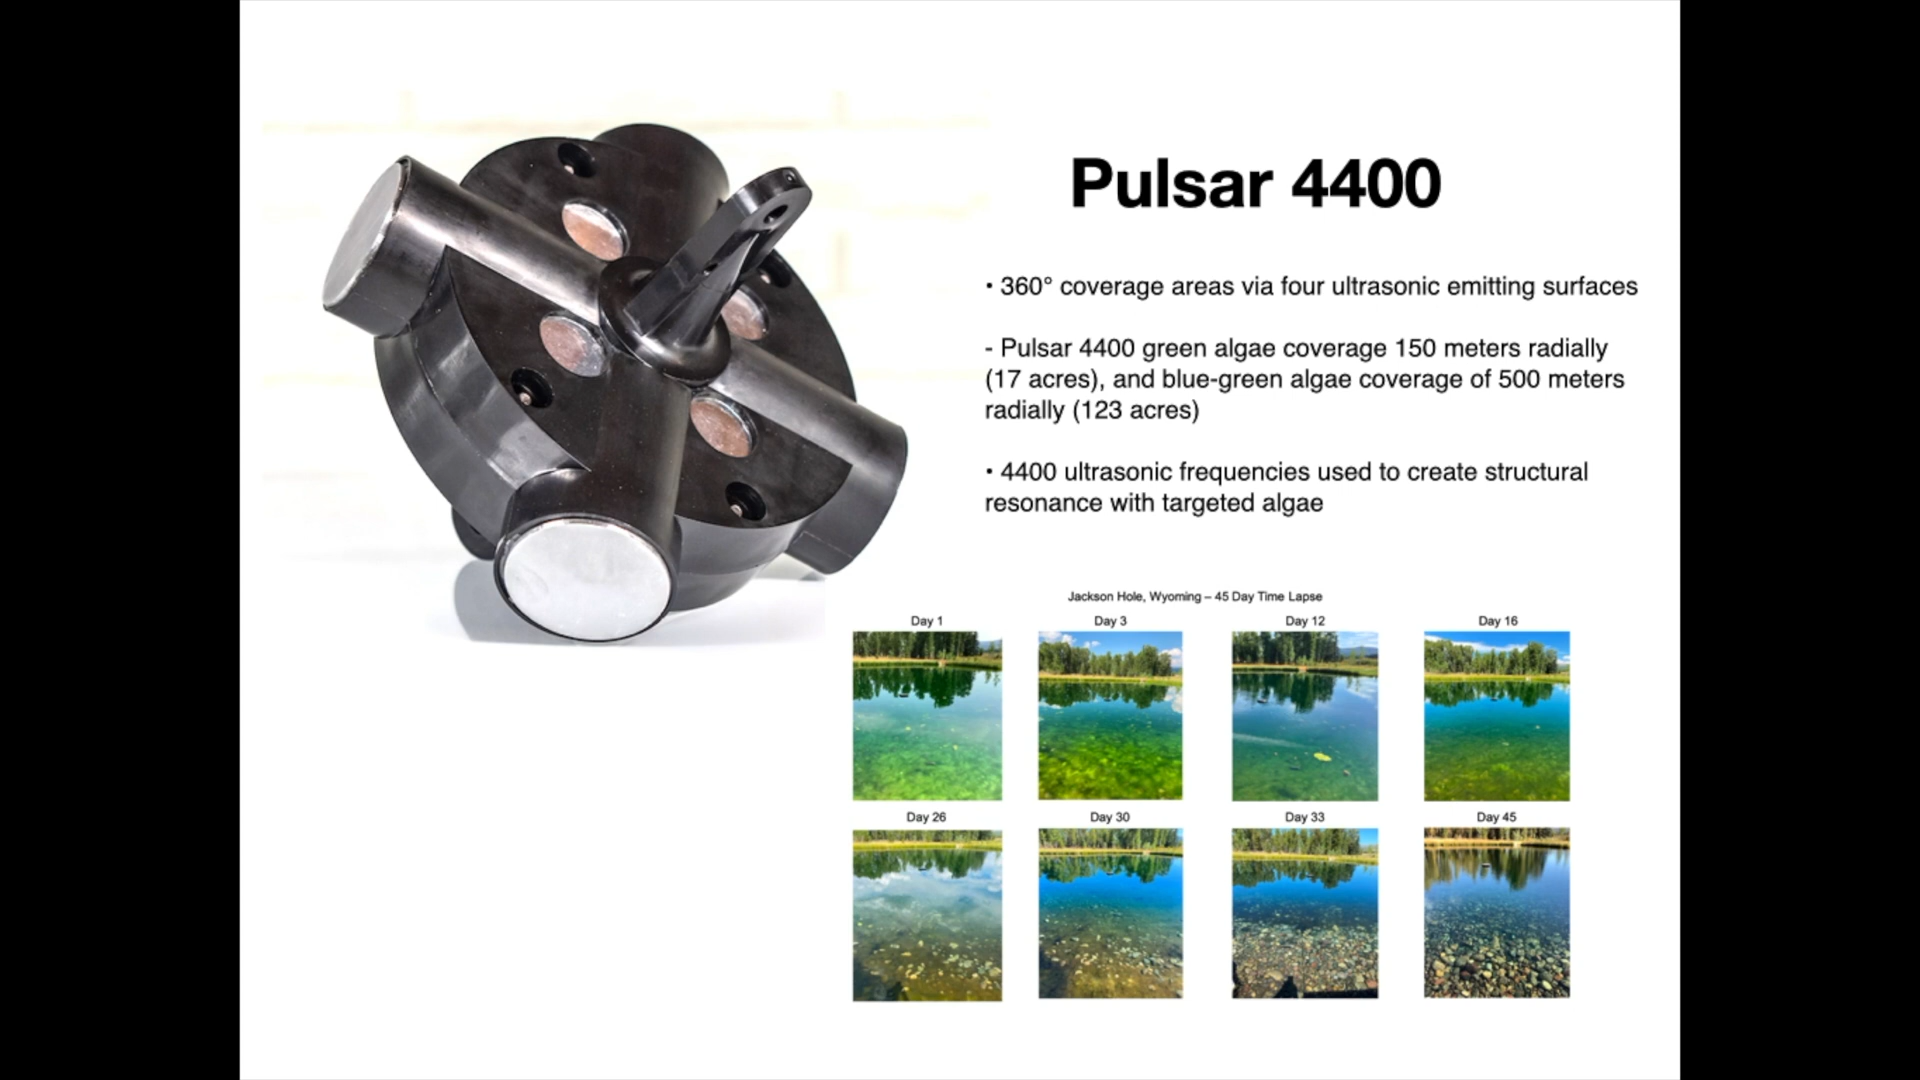 Pulsar 4400
• 360° coverage areas via four ultrasonic emitting surfaces
- Pulsar 4400 green algae coverage 150 meters radially
(17 acres), and blue-green algae coverage of 500 meters
radially (123 acres)
• 4400 ultrasonic frequencies used to create structural
resonance with targeted algae
Jackson Hole, Wyoming – 45 Day Time Lapse
Day 1
Day 3
Day 12
Day 16
Day 26
Day 30
Day 33
Day 45